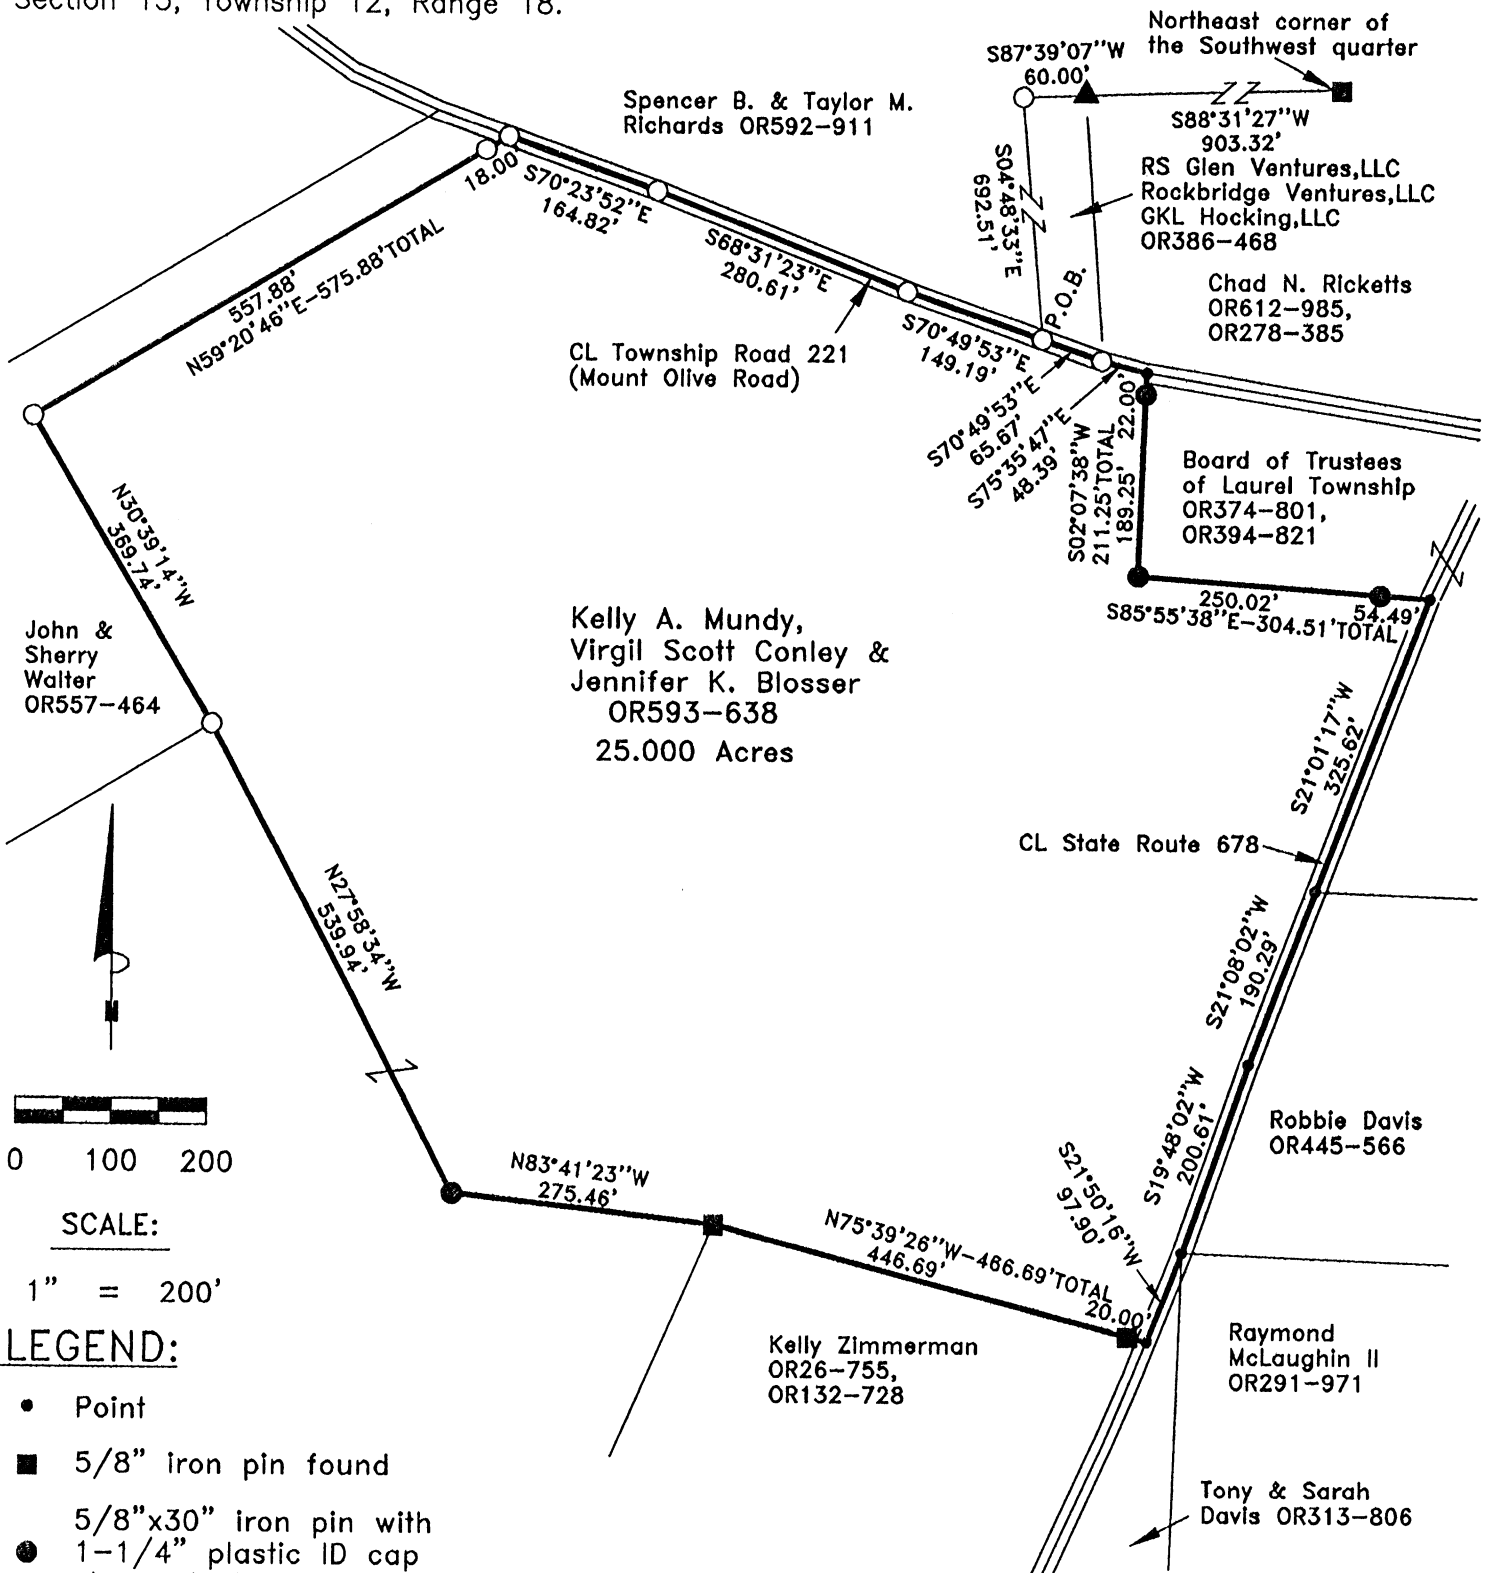 Section 15, Township 12, Range 18.
Northeast corner of
the Southwest quarter
S87°39'07"W
60.00'
S88°31'27"W
903.32'
Spencer B. & Taylor M.
Richards OR592-911
RS Glen Ventures,LLC
Rockbridge Ventures,LLC
GKL Hocking,LLC
OR386-468
S04°48'33"E
692.51'
P.O.B.
Chad N. Ricketts
OR612-985,
OR278-385
18.00'
S70°23'52"E
164.82'
S68°31'23"E
280.61'
S70°49'53"E
149.19'
S70°49'53"E
65.67'
S75°35'47"E
48.39'
557.88'
N59°20'46"E-575.88'TOTAL
CL Township Road 221
(Mount Olive Road)
22.00'
S02°07'38"W
211.25'TOTAL
189.25'
Board of Trustees
of Laurel Township
OR374-801,
OR394-821
250.02'
54.49'
S85°55'38"E-304.51'TOTAL
N30°39'14"W
369.74'
John &
Sherry
Walter
OR557-464
Kelly A. Mundy,
Virgil Scott Conley &
Jennifer K. Blosser
OR593-638
25.000 Acres
S21°01'17"W
325.62'
CL State Route 678
N27°58'34"W
539.94'
S21°08'02"W
190.29'
S19°48'02"W
200.61'
S21°50'16"W
97.90'
Robbie Davis
OR445-566
N83°41'23"W
275.46'
N75°39'26"W-466.69'TOTAL
446.69'
20.00'
Kelly Zimmerman
OR26-755,
OR132-728
Raymond
McLaughin II
OR291-971
Tony & Sarah
Davis OR313-806
0 100 200
SCALE:
1" = 200'
LEGEND:
Point
5/8" iron pin found
5/8"x30" iron pin with
1-1/4" plastic ID cap